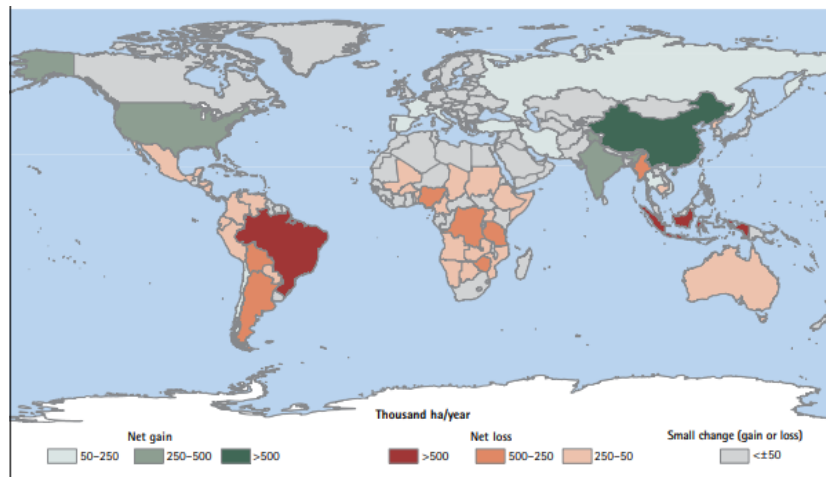 Thousand ha/year
Net gain
Net loss
Small change (gain or loss)
50–250
250–500
>500
>500
500–250
250–50
<±50